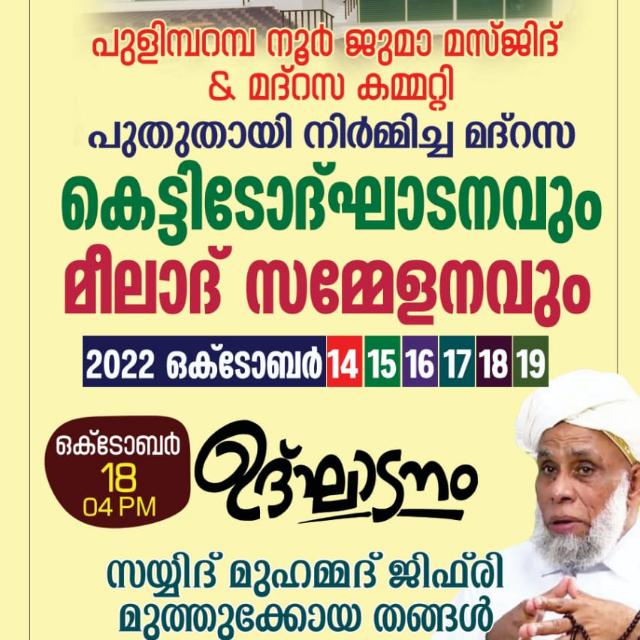 പുളിമ്പറമ്പ നൂർ ജുമാ മസ്ജിദ്
& മദ്റസ കമ്മറ്റി
പുതുതായി നിർമ്മിച്ച മദ്റസ
കെട്ടിടോദ്ഘാടനവും
മീലാദ് സമ്മേളനവും
2022 ഒക്ടോബർ 14 15 16 17 18 19
ഒക്ടോബർ
18
04 PM
ഉദ്ഘാടനം
സയ്യിദ് മുഹമ്മദ് ജിഫ്രി
മുത്തുക്കോയ തങ്ങൾ